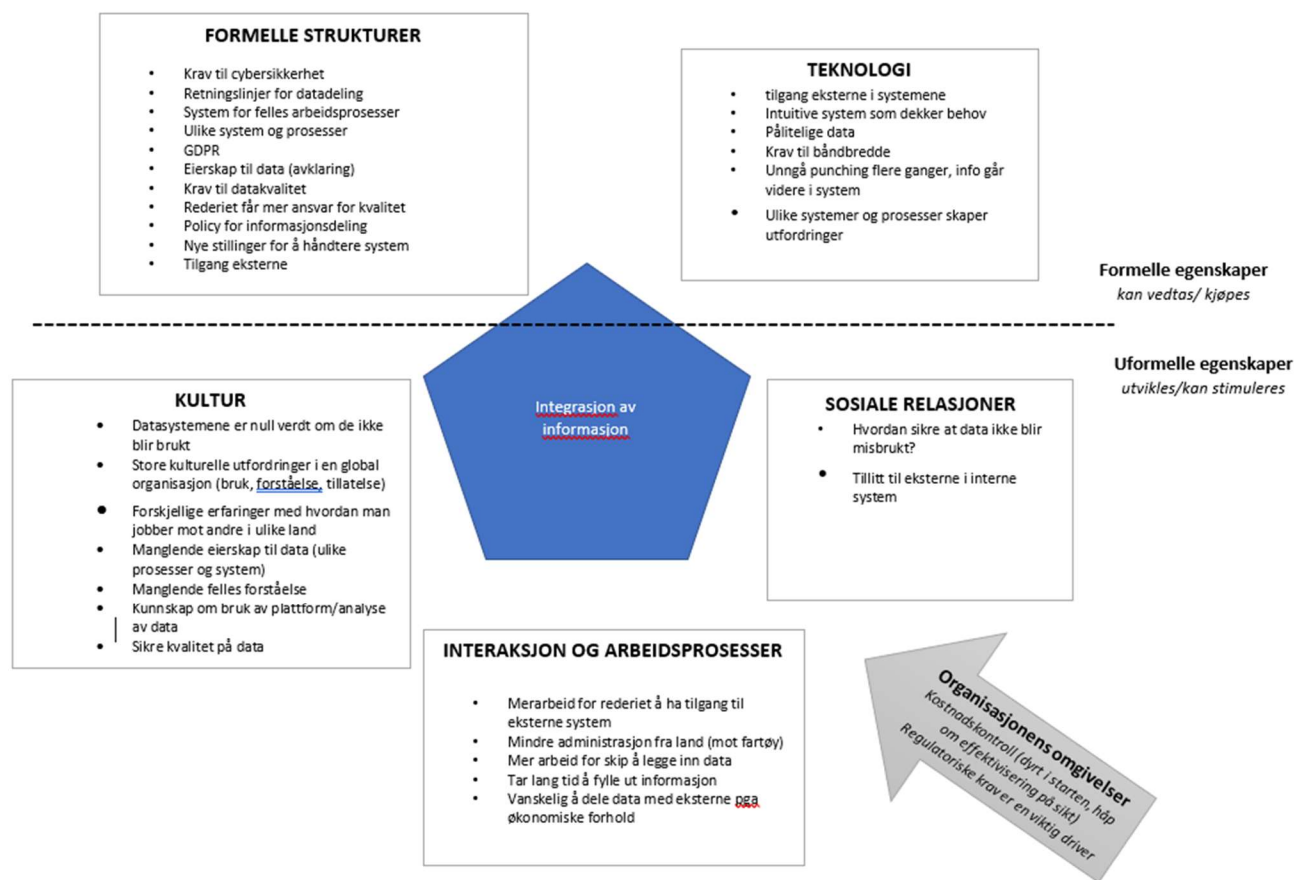 FORMELLE STRUKTURER
• Krav til cybersikkerhet
• Retningslinjer for datadeling
• System for felles arbeidsprosesser
• Ulike system og prosesser
• GDPR
• Eierskap til data (avklaring)
• Krav til datakvalitet
• Rederiet får mer ansvar for kvalitet
• Policy for informasjonsdeling
• Nye stillinger for å håndtere system
• Tilgang eksterne
TEKNOLOGI
• tilgang eksterne i systemene
• Intuitive system som dekker behov
• Pålitelige data
• Krav til båndbredde
• Unngå punching flere ganger, info går
videre i system
• Ulike systemer og prosesser skaper
utfordringer
Formelle egenskaper
kan vedtas/ kjøpes
Uformelle egenskaper
utvikles/kan stimuleres
KULTUR
• Datasystemene er null verdt om de ikke
blir brukt
• Store kulturelle utfordringer i en global
organisasjon (bruk, forståelse, tillatelse)
• Forskjellige erfaringer med hvordan man
jobber mot andre i ulike land
• Manglende eierskap til data (ulike
prosesser og system)
• Manglende felles forståelse
• Kunnskap om bruk av plattform/analyse
av data
• Sikre kvalitet på data
Integrasjon av
informasjon
SOSIALE RELASJONER
• Hvordan sikre at data ikke blir
misbrukt?
• Tillitt til eksterne i interne
system
INTERAKSJON OG ARBEIDSPROSESSER
• Merarbeid for rederiet å ha tilgang til
eksterne system
• Mindre administrasjon fra land (mot fartøy)
• Mer arbeid for skip å legge inn data
• Tar lang tid å fylle ut informasjon
• Vanskelig å dele data med eksterne pga
økonomiske forhold
Organisasjonens omgivelser
Kostnadskontroll (dyrt i starten, håp
om effektivisering på sikt)
Regulatoriske krav er en viktig driver